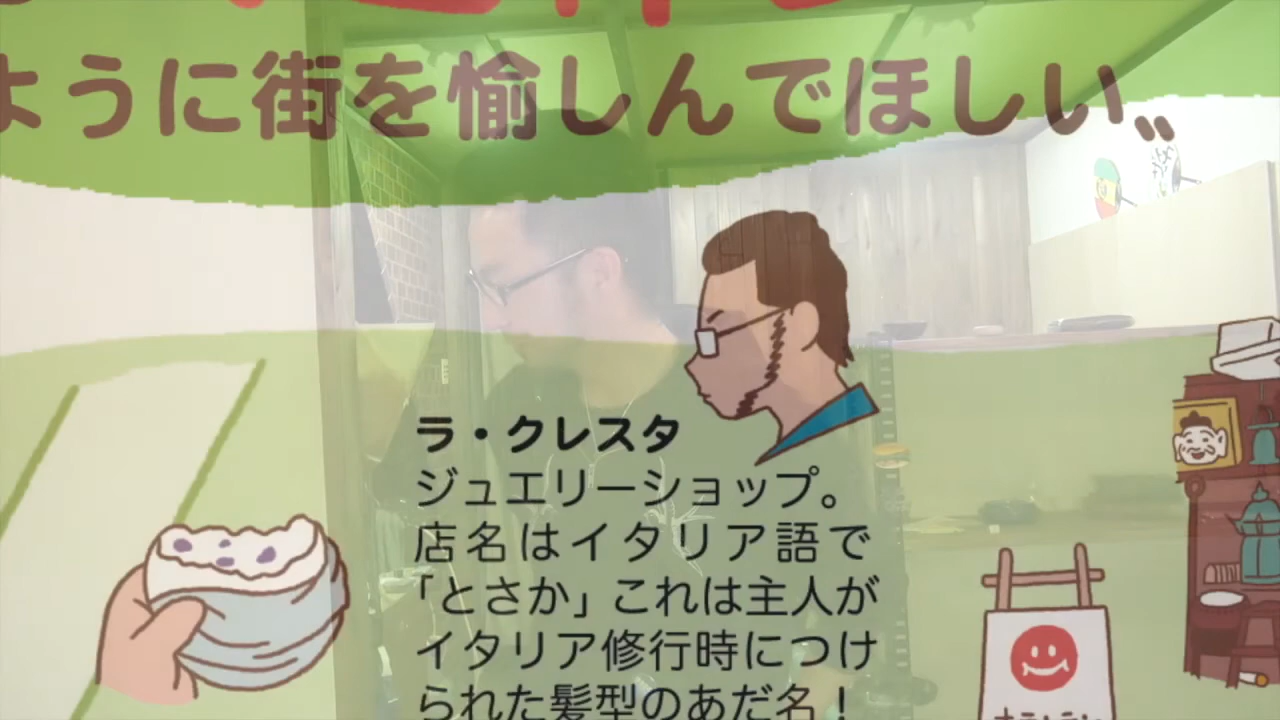 ように街を愉しんでほしい〟
ラ・クレスタ
ジュエリーショップ。
店名はイタリア語で
「とさか」これは主人が
イタリア修行時につけ
られた髪型のあだ名！